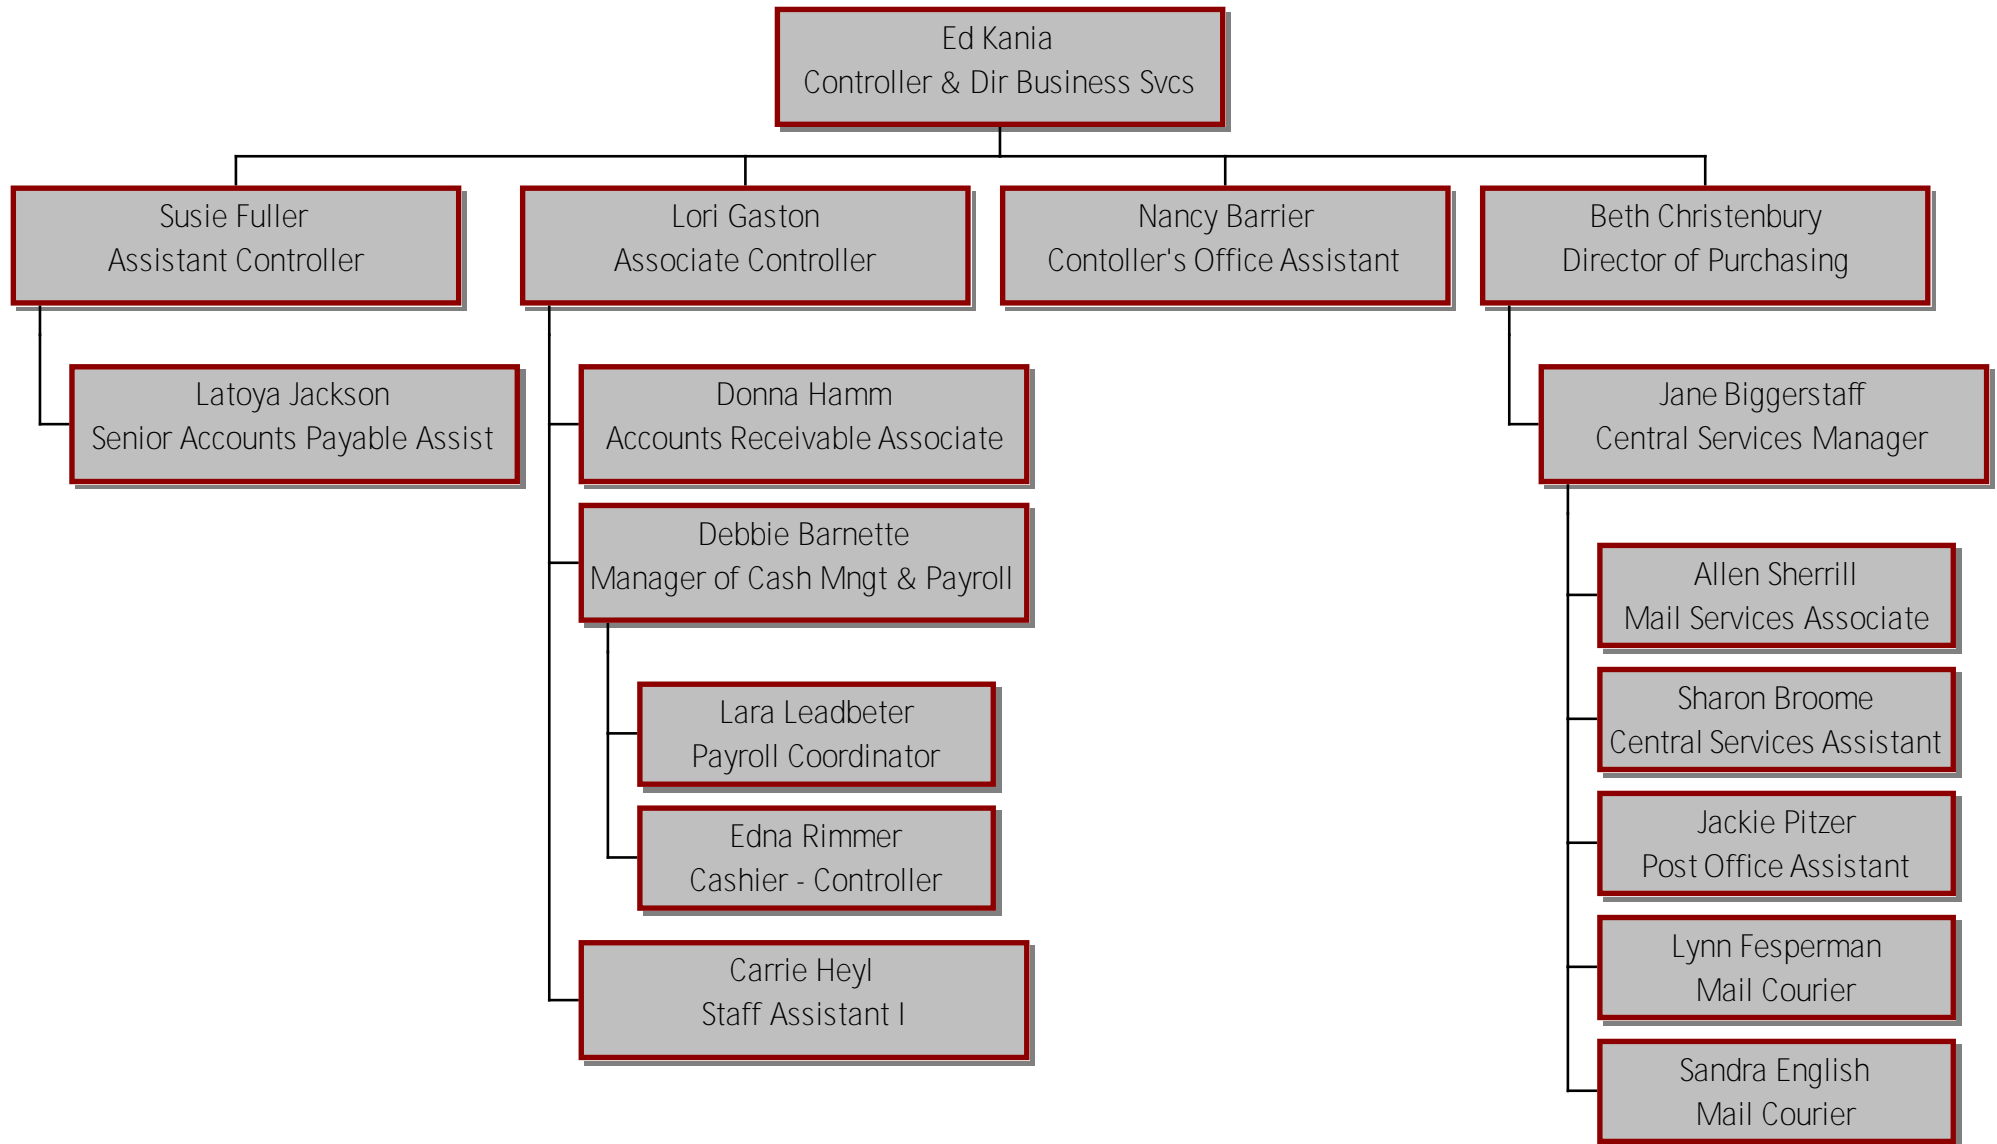 Ed Kania
Controller & Dir Business Svcs
Susie Fuller
Assistant Controller
Lori Gaston
Associate Controller
Nancy Barrier
Contoller's Office Assistant
Beth Christenbury
Director of Purchasing
Latoya Jackson
Senior Accounts Payable Assist
Donna Hamm
Accounts Receivable Associate
Debbie Barnette
Manager of Cash Mngt & Payroll
Lara Leadbeter
Payroll Coordinator
Edna Rimmer
Cashier - Controller
Carrie Heyl
Staff Assistant I
Jane Biggerstaff
Central Services Manager
Allen Sherrill
Mail Services Associate
Sharon Broome
Central Services Assistant
Jackie Pitzer
Post Office Assistant
Lynn Fesperman
Mail Courier
Sandra English
Mail Courier